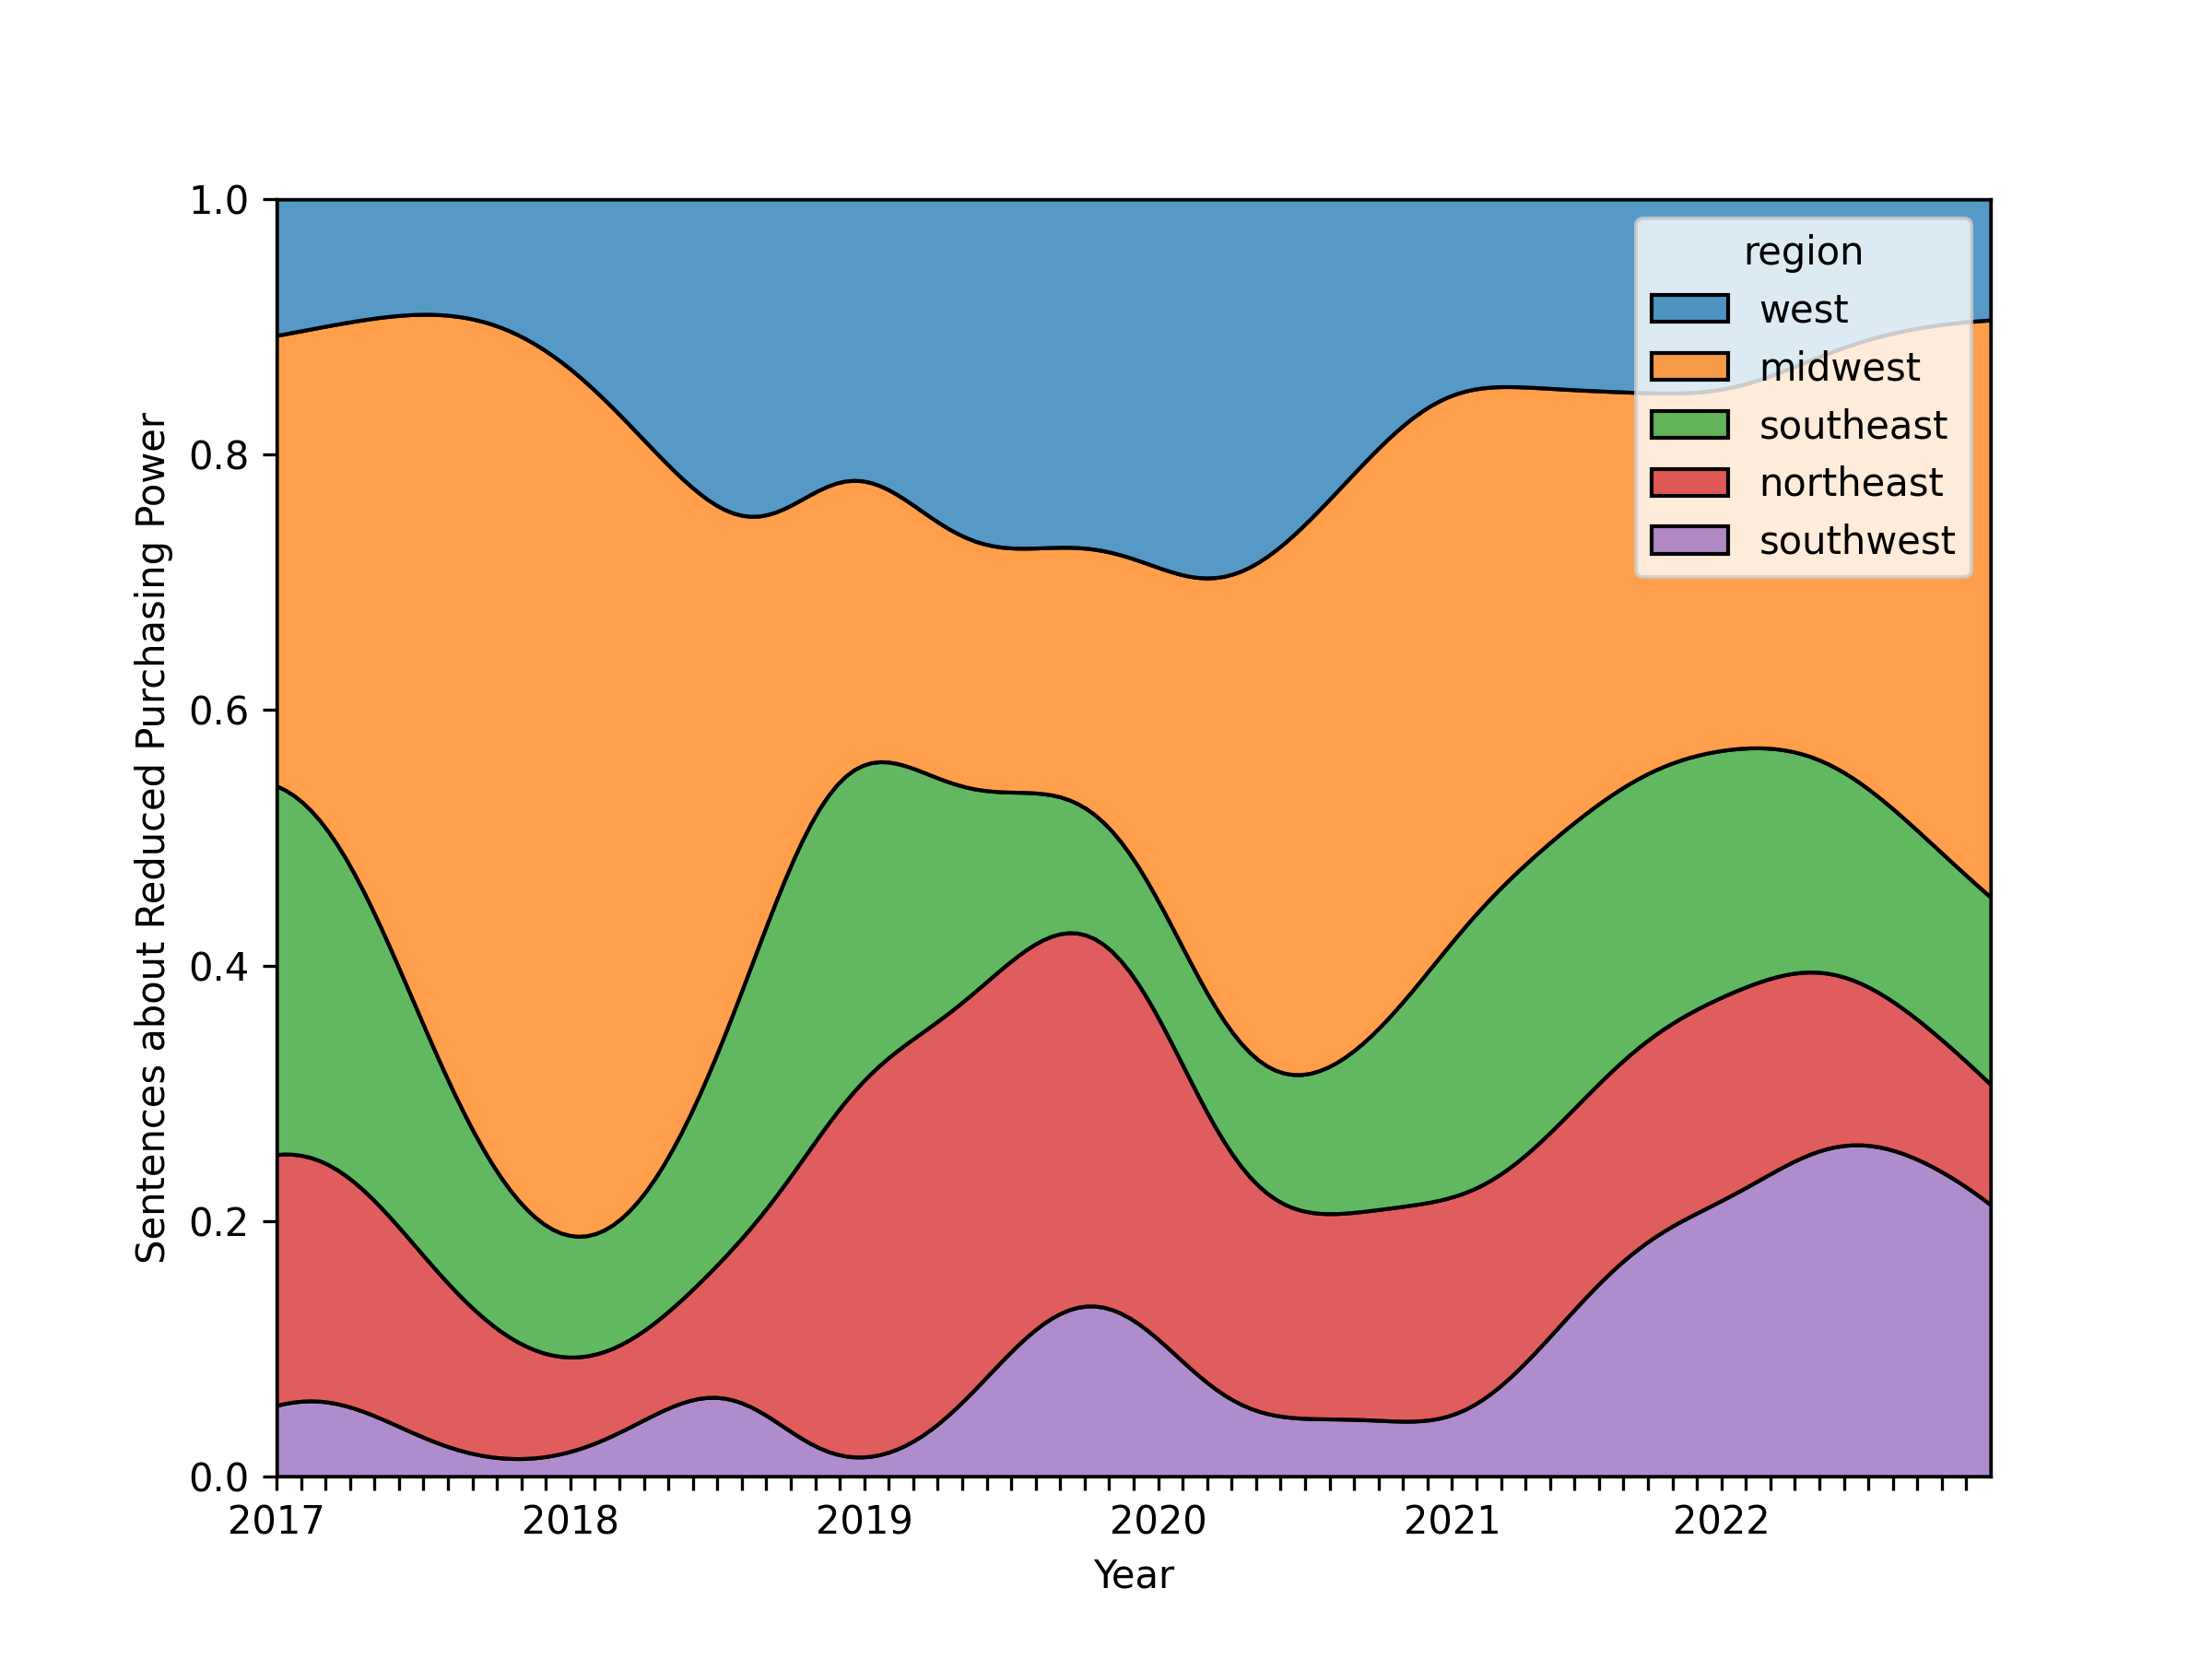 1.0
0.8
0.6
0.4
0.2
0.0
Sentences about Reduced Purchasing Power
region
west
midwest
southeast
northeast
southwest
2017 2018 2019 2020 2021 2022
Year